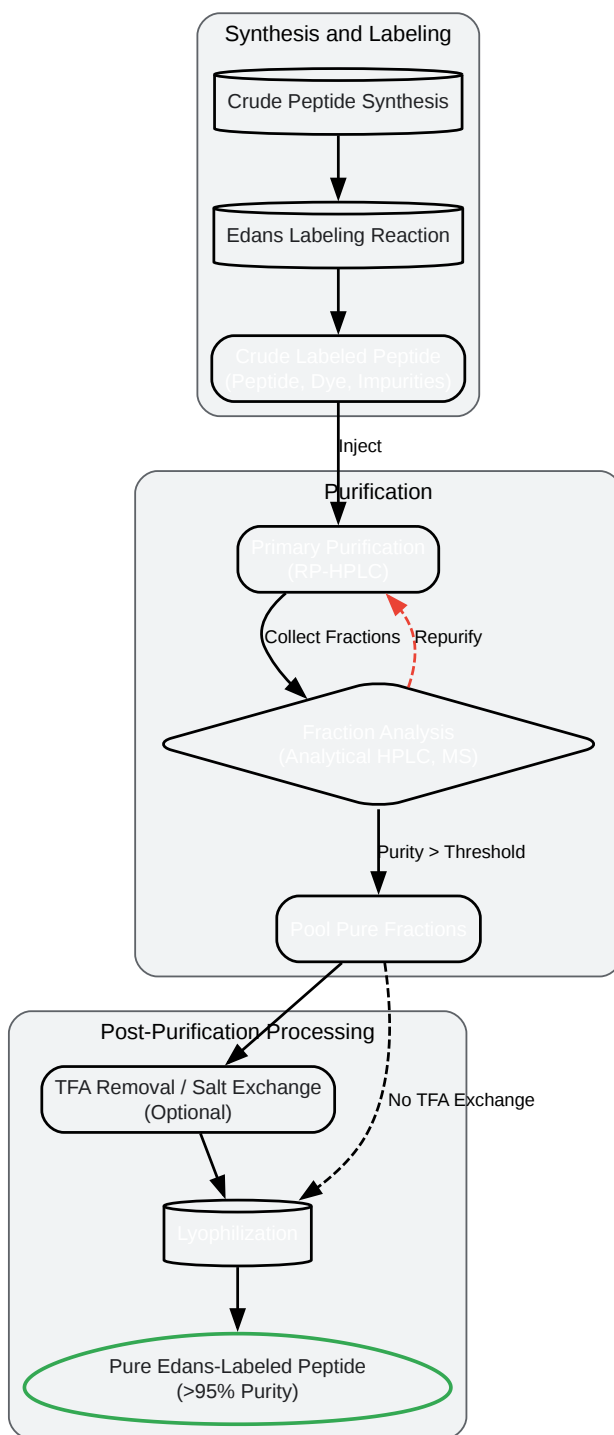 Synthesis and Labeling
Crude Peptide Synthesis
Edans Labeling Reaction
Crude Labeled Peptide
(Peptide, Dye, Impurities)
Inject
Purification
Primary Purification
(RP-HPLC)
Collect Fractions
Repurify
Fraction Analysis
(Analytical HPLC, MS)
Purity > Threshold
Pool Pure Fractions
Post-Purification Processing
TFA Removal / Salt Exchange
(Optional)
No TFA Exchange
Lyophilization
Pure Edans-Labeled Peptide
(>95% Purity)